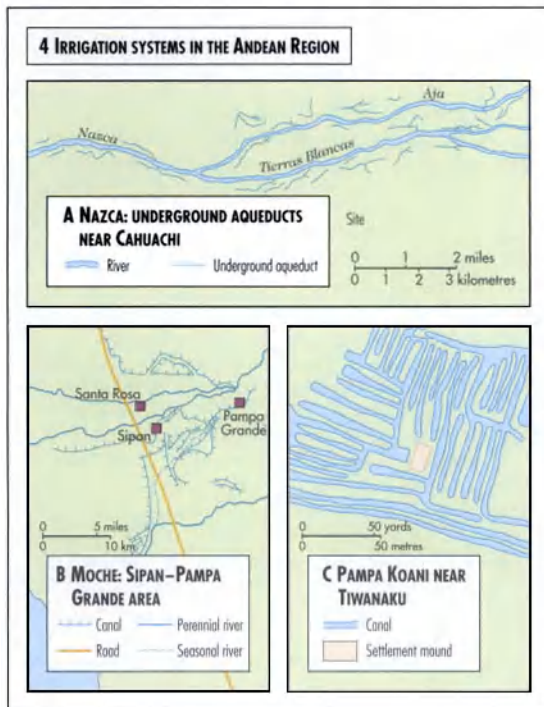 4 IRRIGATION SYSTEMS IN THE ANDEAN REGION
Nazca
Aja
Tierras Blancas
A NAZCA: UNDERGROUND AQUEDUCTS
NEAR CAHUACHI
River
Underground aqueduct
Site
0 1 2 miles
0 1 2 3 kilometres
Santa Rosa
Sipán
Pampa
Grande
0 5 miles
0 10 km
B MOCHE: SIPAN–PAMPA
GRANDE AREA
Canal
Perennial river
Road
Seasonal river
0 50 yards
0 50 metres
C PAMPA KOANI NEAR
TIWANAKU
Canal
Settlement mound